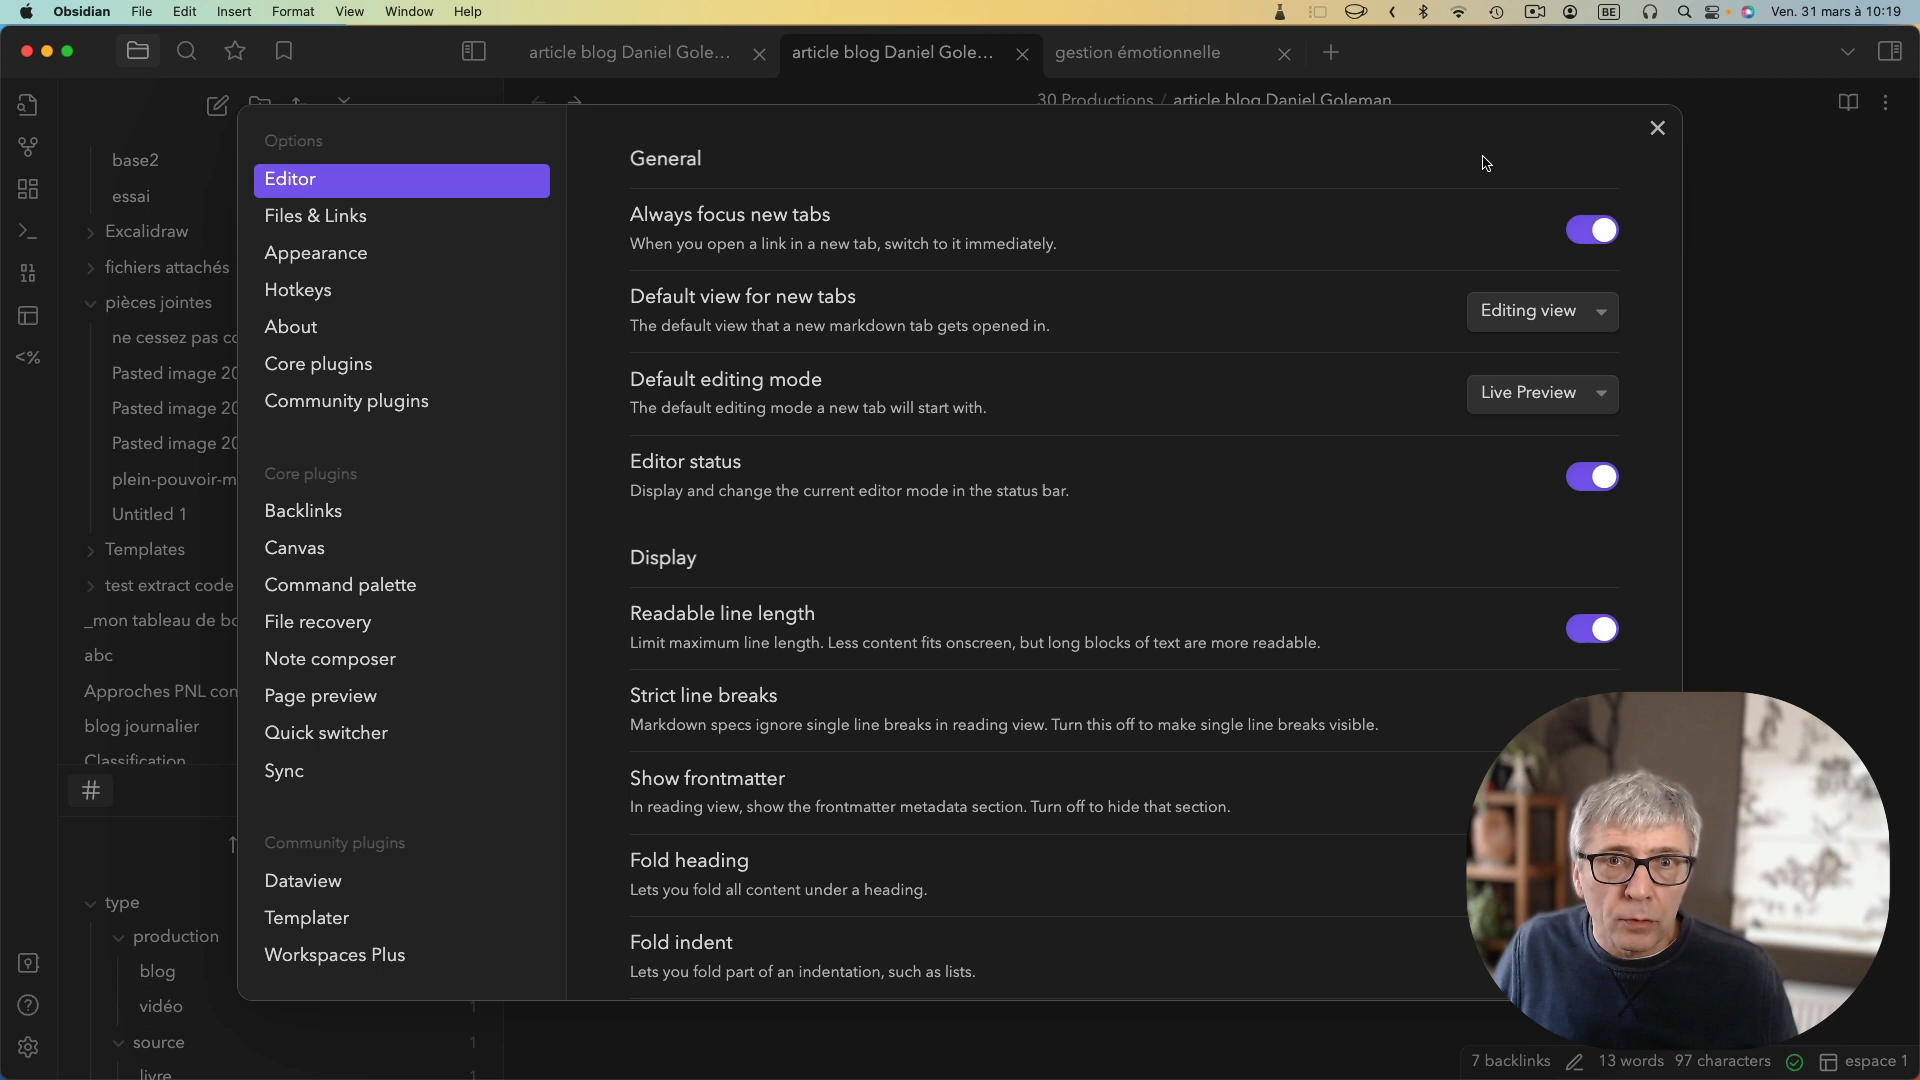 Obsidian File Edit Insert Format View Window Help
BE
Ven. 31 mars à 10:19
article blog Daniel Gole...
article blog Daniel Gole...
gestion émotionnelle
30 Productions / article blog Daniel Goleman
base2
essai
Excalidraw
fichiers attachés
pièces jointes
ne cessez pas co
Pasted image 20
Pasted image 20
Pasted image 20
plein-pouvoir-m
Untitled 1
Templates
test extract code
_mon tableau de bo
abc
Approches PNL con
blog journalier
Classification
#
type
production
blog
vidéo 1
source 1
livre 1
Options
Editor
Files & Links
Appearance
Hotkeys
About
Core plugins
Community plugins
Core plugins
Backlinks
Canvas
Command palette
File recovery
Note composer
Page preview
Quick switcher
Sync
Community plugins
Dataview
Templater
Workspaces Plus
General
Always focus new tabs
When you open a link in a new tab, switch to it immediately.
Default view for new tabs
The default view that a new markdown tab gets opened in.
Editing view
Default editing mode
The default editing mode a new tab will start with.
Live Preview
Editor status
Display and change the current editor mode in the status bar.
Display
Readable line length
Limit maximum line length. Less content fits onscreen, but long blocks of text are more readable.
Strict line breaks
Markdown specs ignore single line breaks in reading view. Turn this off to make single line breaks visible.
Show frontmatter
In reading view, show the frontmatter metadata section. Turn off to hide that section.
Fold heading
Lets you fold all content under a heading.
Fold indent
Lets you fold part of an indentation, such as lists.
7 backlinks 13 words 97 characters espace 1